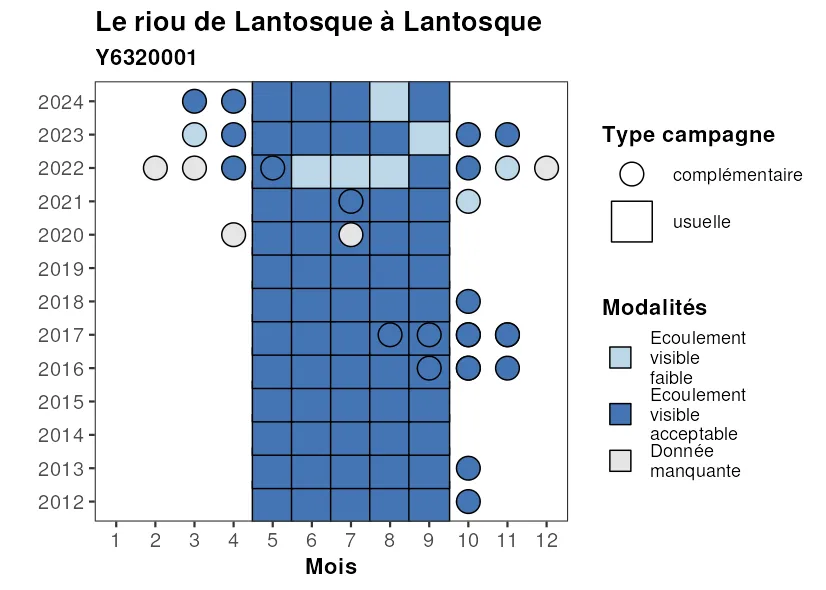 Le riou de Lantosque à Lantosque
Y6320001
2024
2023
2022
2021
2020
2019
2018
2017
2016
2015
2014
2013
2012
1 2 3 4 5 6 7 8 9 10 11 12
Mois
Type campagne
complémentaire
usuelle
Modalités
Ecoulement
visible
faible
Ecoulement
visible
acceptable
Donnée
manquante